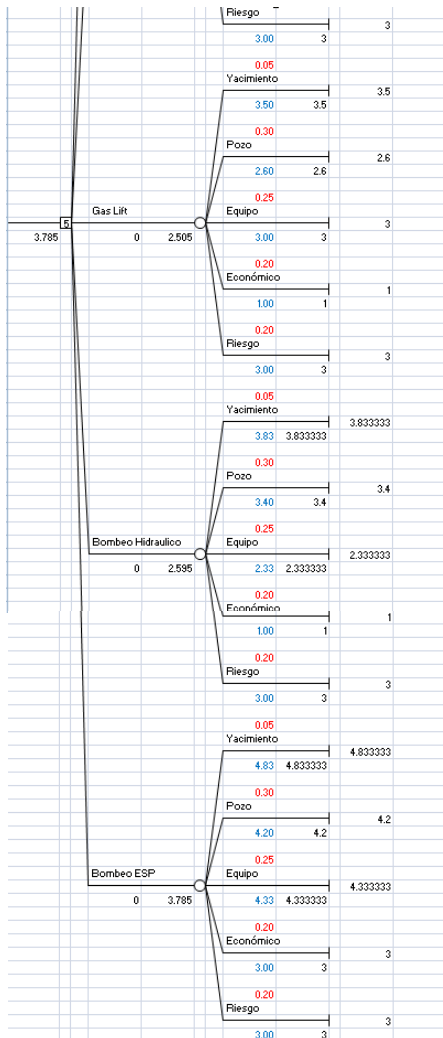 Riesgo
3
3.00 3
0.05
Yacimiento
3.5
3.50 3.5
0.30
Pozo
2.6
2.60 2.6
0.25
Gas Lift Equipo
5 3
3.785 0 2.505 3.00 3
0.20
Económico
1
1.00 1
0.20
Riesgo
3
3.00 3
0.05
Yacimiento
3.833333
3.83 3.833333
0.30
Pozo
3.4
3.40 3.4
0.25
Bombeo Hidraulico Equipo
2.333333
0 2.595 2.33 2.333333
0.20
Económico
1
1.00 1
0.20
Riesgo
3
3.00 3
0.05
Yacimiento
4.833333
4.83 4.833333
0.30
Pozo
4.2
4.20 4.2
0.25
Bombeo ESP Equipo
4.333333
0 3.785 4.33 4.333333
0.20
Económico
3
3.00 3
0.20
Riesgo
3
3.00 3